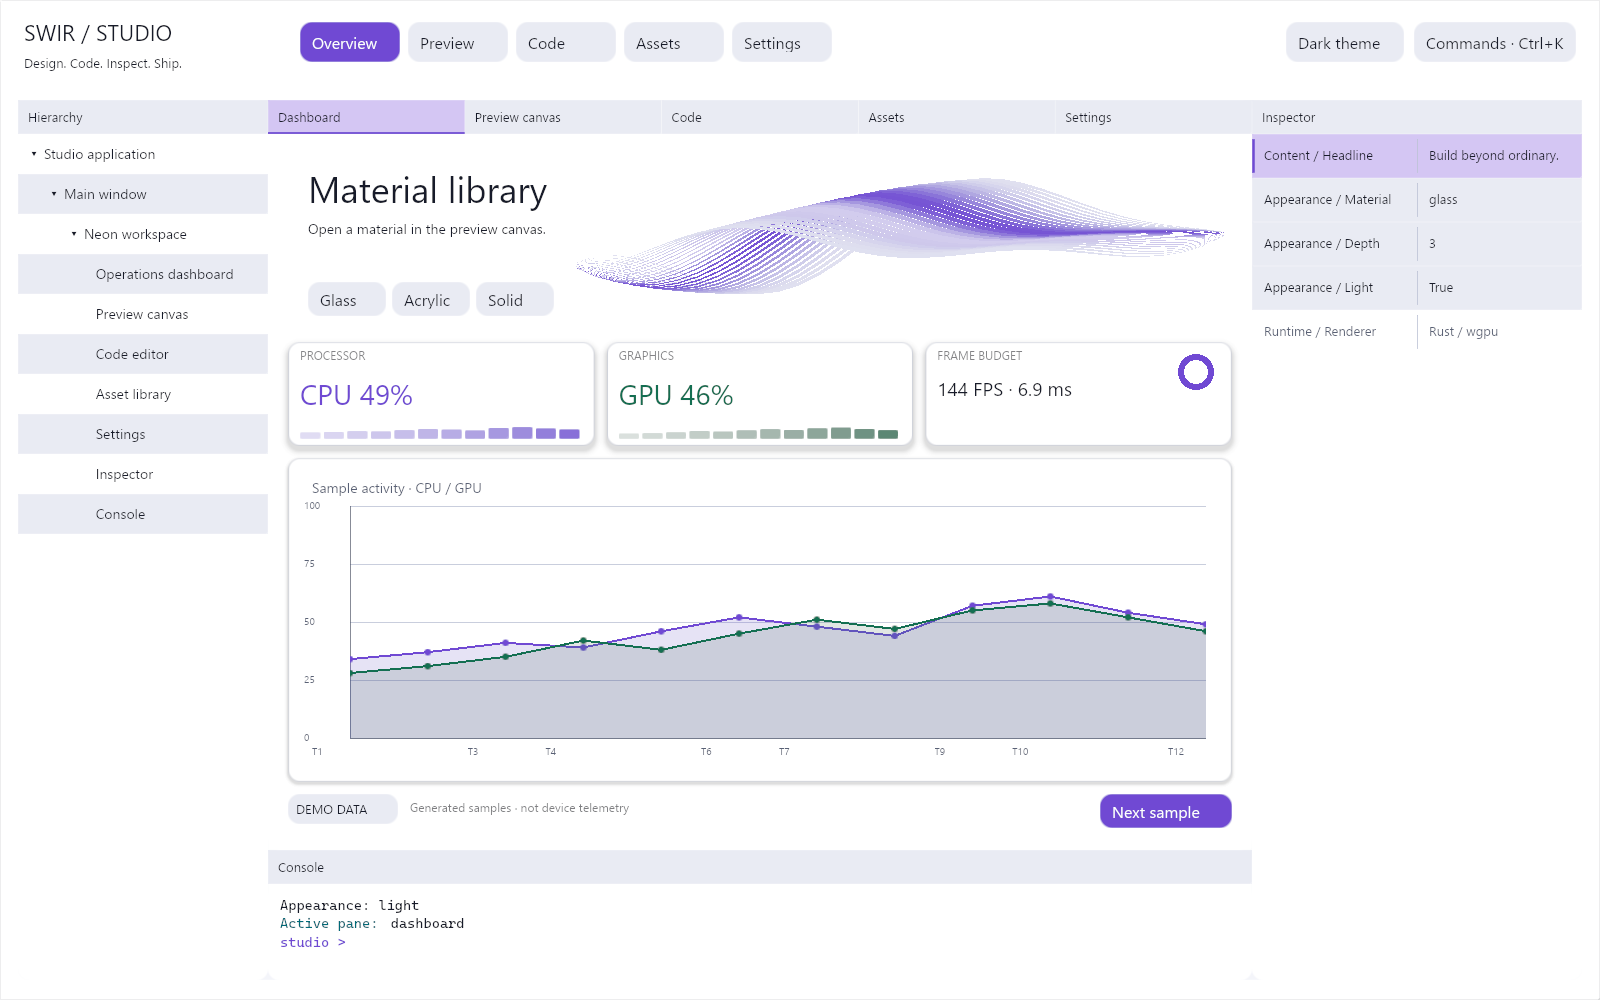 SWIR / STUDIO
Design. Code. Inspect. Ship.
Overview
Preview
Code
Assets
Settings
Dark theme
Commands · Ctrl+K
Hierarchy
Studio application
Main window
Neon workspace
Operations dashboard
Preview canvas
Code editor
Asset library
Settings
Inspector
Console
Dashboard
Preview canvas
Code
Assets
Settings
Material library
Open a material in the preview canvas.
Glass
Acrylic
Solid
PROCESSOR
CPU 49%
GRAPHICS
GPU 46%
FRAME BUDGET
144 FPS · 6.9 ms
Sample activity · CPU / GPU
100
75
50
25
0
T1
T3
T4
T6
T7
T9
T10
T12
DEMO DATA
Generated samples · not device telemetry
Next sample
Console
Appearance: light
Active pane: dashboard
studio >
Inspector
Content / Headline
Build beyond ordinary.
Appearance / Material
glass
Appearance / Depth
3
Appearance / Light
True
Runtime / Renderer
Rust / wgpu